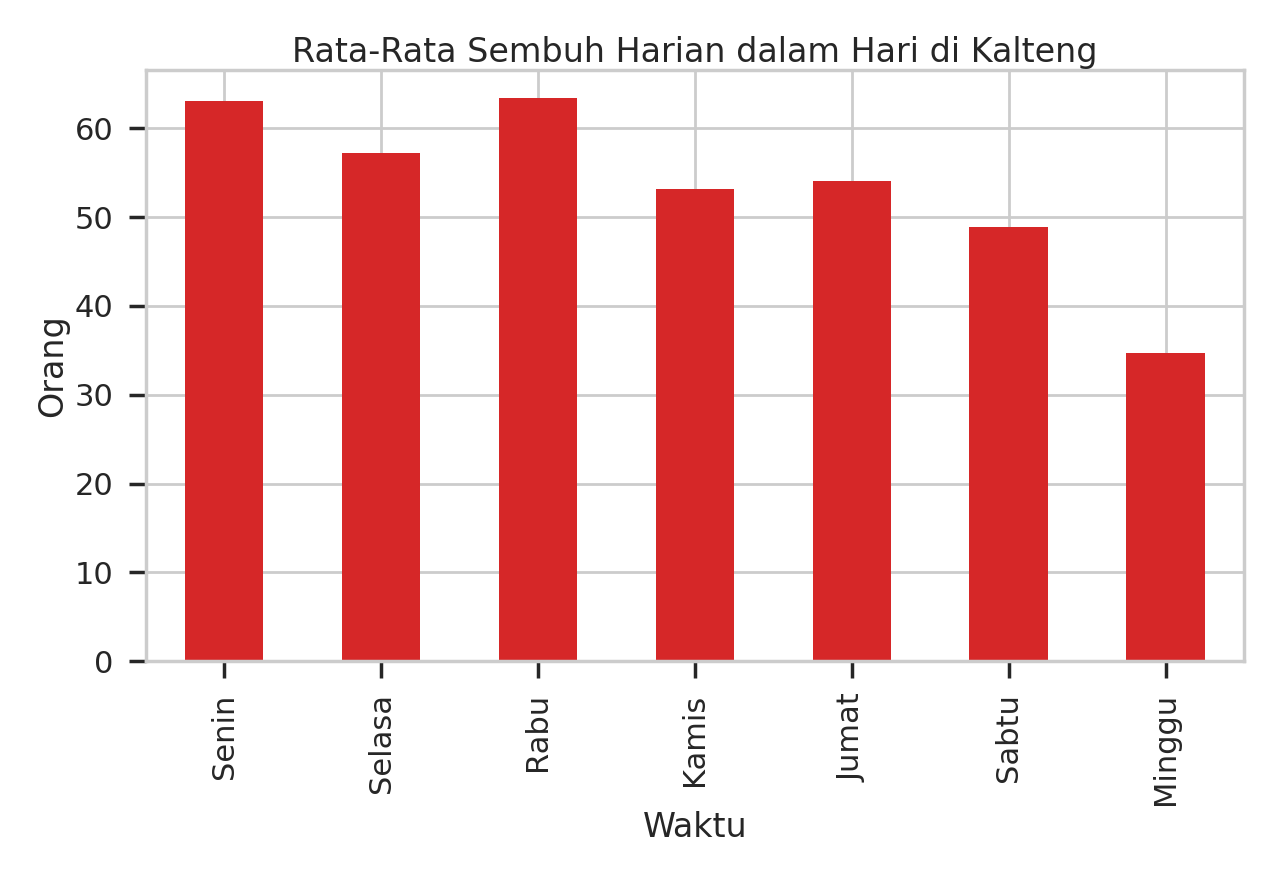 Rata-Rata Sembuh Harian dalam Hari di Kalteng
60
50
40
30
20
10
0
Orang
Senin
Selasa
Rabu
Kamis
Jumat
Sabtu
Minggu
Waktu